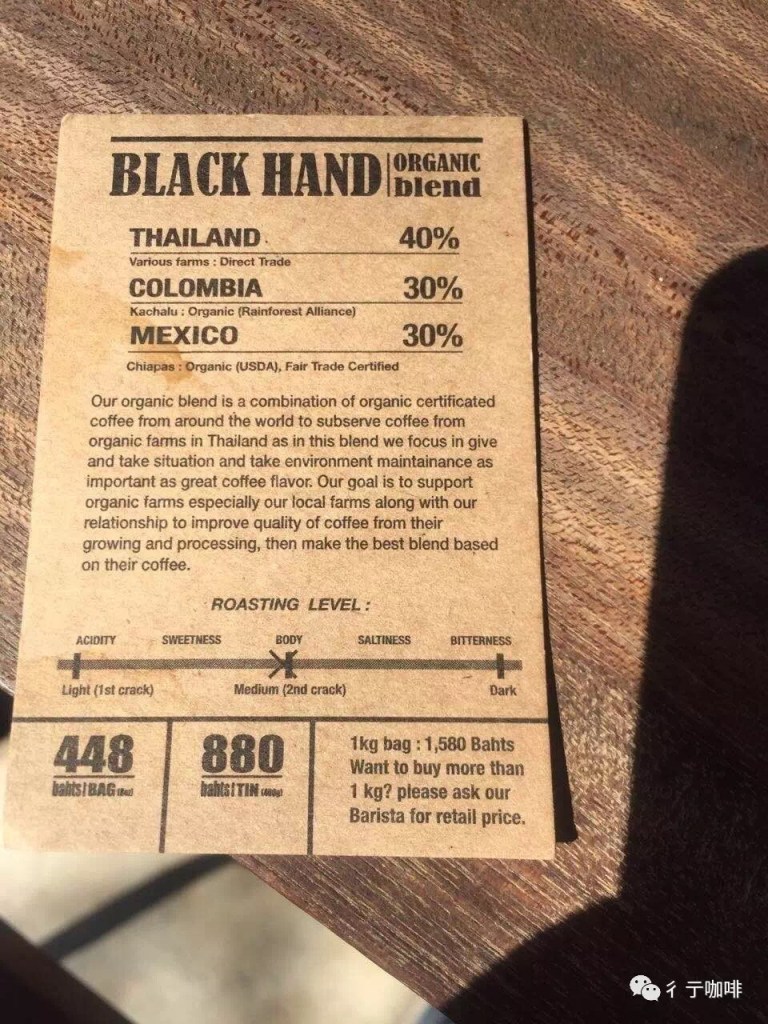 BLACK HAND ORGANIC blend
THAILAND 40%
Various farms : Direct Trade
COLOMBIA 30%
Kachalu : Organic (Rainforest Alliance)
MEXICO 30%
Chiapas : Organic (USDA), Fair Trade Certified
Our organic blend is a combination of organic certificated
coffee from around the world to subserve coffee from
organic farms in Thailand as in this blend we focus in give
and take situation and take environment maintainance as
important as great coffee flavor. Our goal is to support
organic farms especially our local farms along with our
relationship to improve quality of coffee from their
growing and processing, then make the best blend based
on their coffee.
ROASTING LEVEL :
ACIDITY SWEETNESS BODY SALTINESS BITTERNESS
Light (1st crack) Medium (2nd crack) Dark
448
bahts/BAG (8oz)
880
bahts/TIN (400g)
1kg bag : 1,580 Bahts
Want to buy more than
1 kg? please ask our
Barista for retail price.
彳亍咖啡